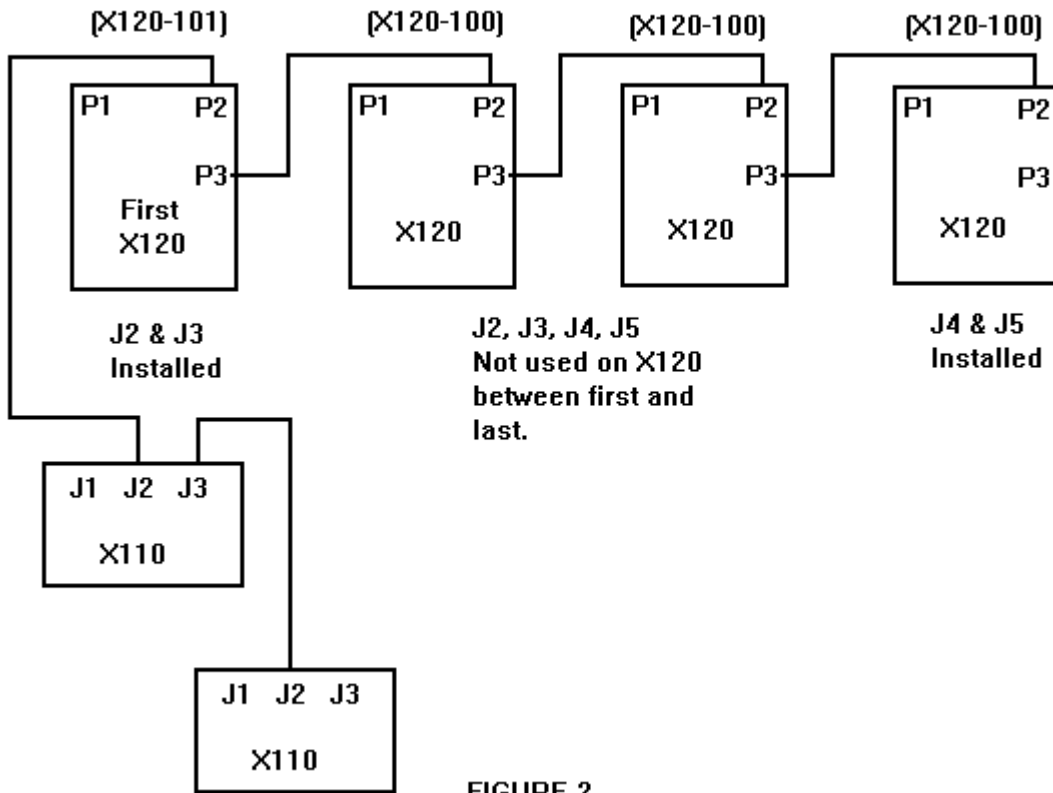 (X120-101) (X120-100) (X120-100) (X120-100)
P1 P2 P1 P2 P1 P2 P1 P2
P3 P3 P3 P3
First
X120
X120
X120
X120
J2 & J3
Installed
J2, J3, J4, J5
Not used on X120
between first and
last.
J4 & J5
Installed
J1 J2 J3
X110
J1 J2 J3
X110
FIGURE 2